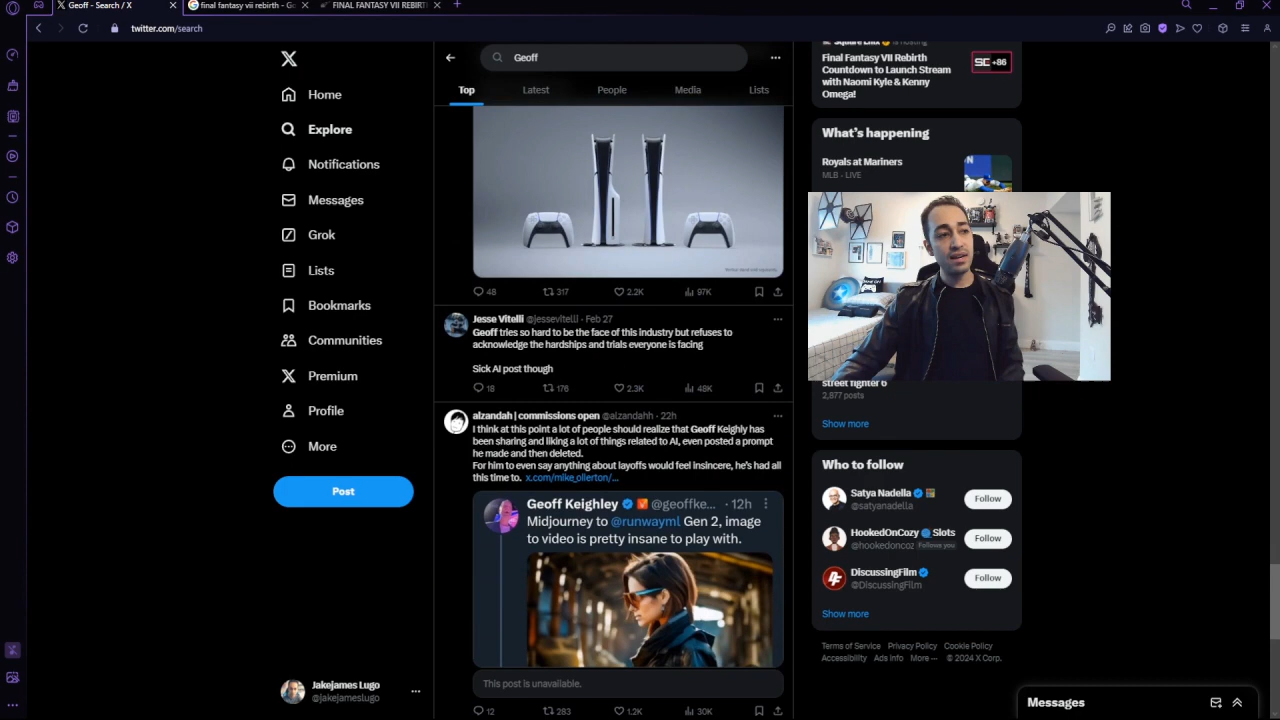 Geoff - Search / X
final fantasy vii rebirth - Go
FINAL FANTASY VII REBIRT
twitter.com/search
Home
Explore
Notifications
Messages
Grok
Lists
Bookmarks
Communities
Premium
Profile
More
Post
Jakejames Lugo
@jakejameslugo
Geoff
Top
Latest
People
Media
Lists
48
317
2.2K
97K
Jesse Vitelli @jessevitelli · Feb 27
Geoff tries so hard to be the face of this industry but refuses to
acknowledge the hardships and trials everyone is facing
Sick AI post though
18
176
2.3K
48K
alzandah | commissions open @alzandahh · 22h
I think at this point a lot of people should realize that Geoff Keighly has
been sharing and liking a lot of things related to AI, even posted a prompt
he made and then deleted.
For him to even say anything about layoffs would feel insincere, he's had all
this time to. x.com/mike_ollerton/...
Geoff Keighley @geoffke... · 12h
Midjourney to @runwayml Gen 2, image
to video is pretty insane to play with.
This post is unavailable.
12
283
1.2K
30K
Square Enix is hosting
Final Fantasy VII Rebirth
Countdown to Launch Stream
with Naomi Kyle & Kenny
Omega!
+86
What's happening
Royals at Mariners
MLB · LIVE
street fighter 6
2,877 posts
Show more
Who to follow
Satya Nadella
@satyanadella
Follow
HookedOnCozy Slots
@hookedoncoz Follows you
Follow
DiscussingFilm
@DiscussingFilm
Follow
Show more
Terms of Service Privacy Policy Cookie Policy
Accessibility Ads info More ··· © 2024 X Corp.
Messages